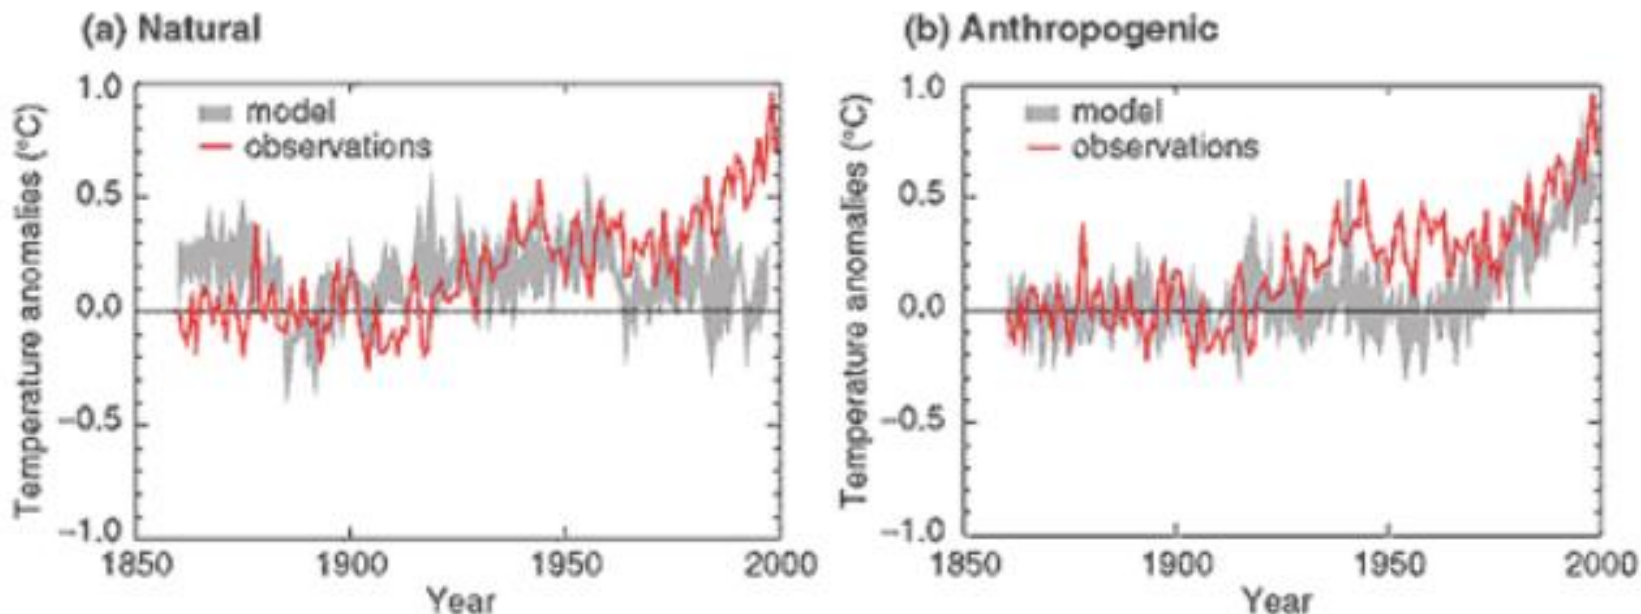 (a) Natural
1.0
0.5
0.0
−0.5
−1.0
Temperature anomalies (°C)
model
observations
1850
1900
1950
2000
Year
(b) Anthropogenic
1.0
0.5
0.0
−0.5
−1.0
Temperature anomalies (°C)
model
observations
1850
1900
1950
2000
Year